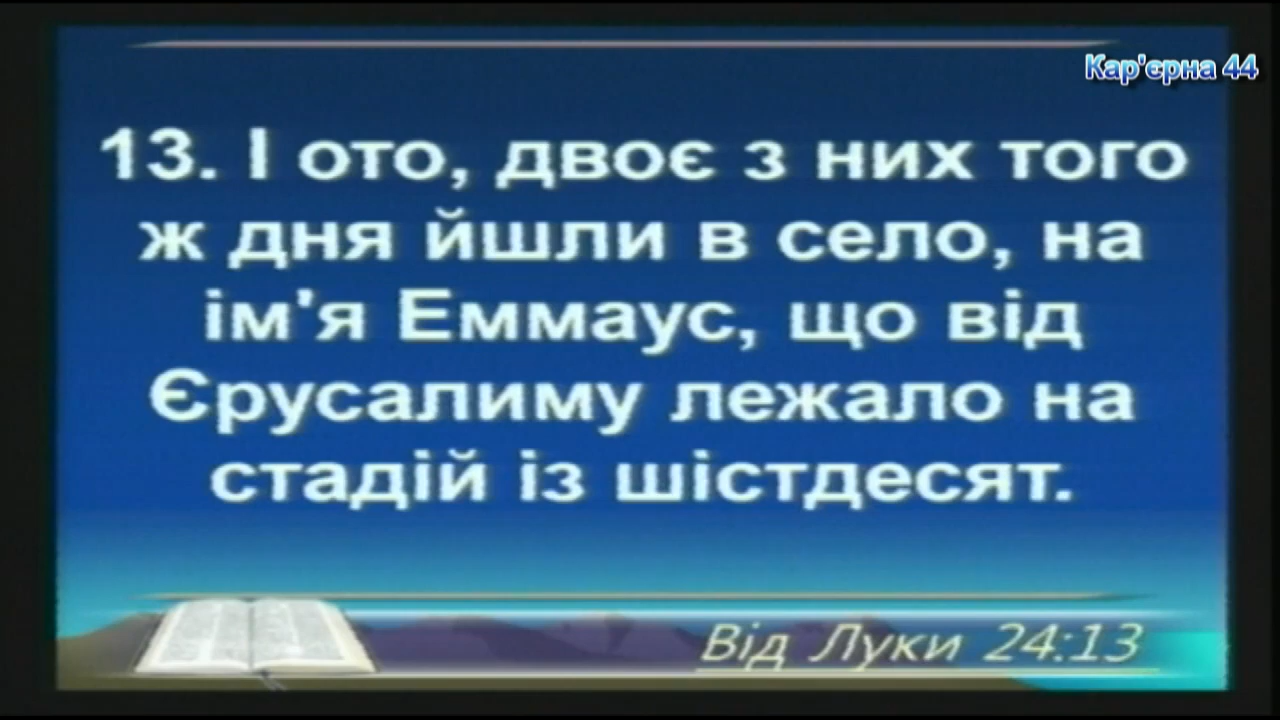 Кар'єрна 44
13. І ото, двоє з них того
ж дня йшли в село, на
ім'я Еммаус, що від
Єрусалиму лежало на
стадій із шістдесят.
Від Луки 24:13